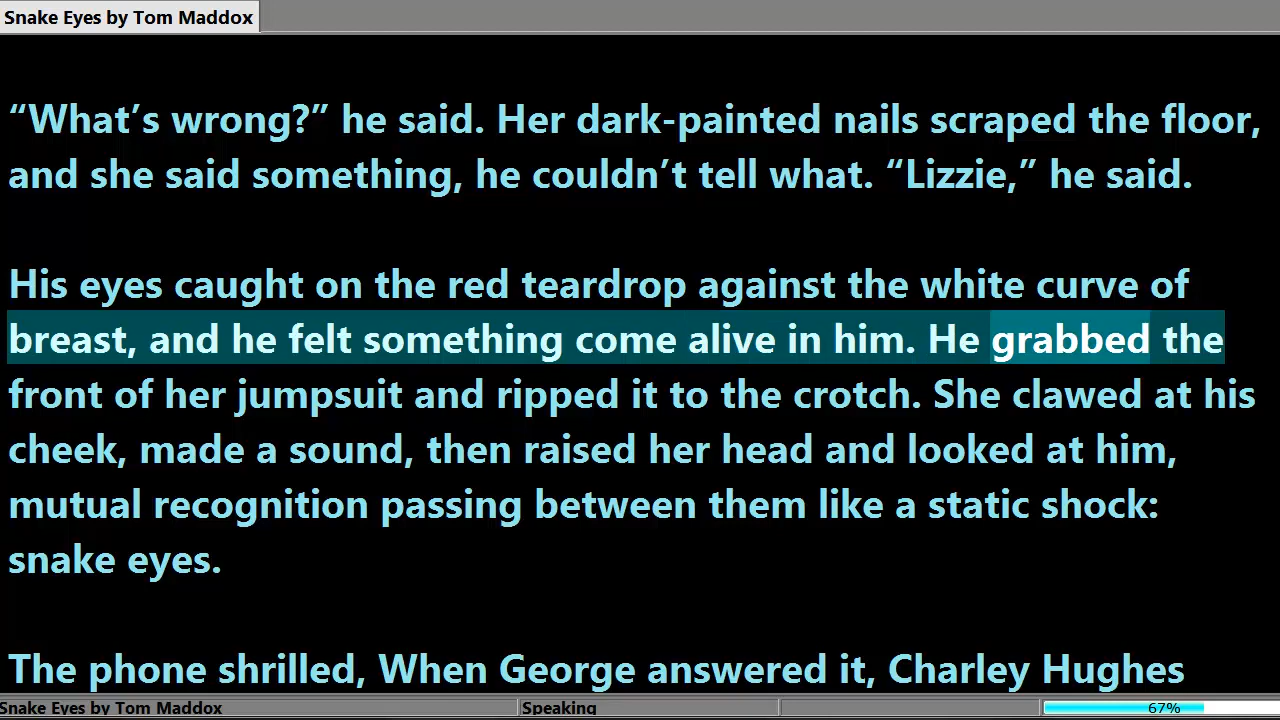 Snake Eyes by Tom Maddox
“What’s wrong?” he said. Her dark-painted nails scraped the floor,
and she said something, he couldn’t tell what. “Lizzie,” he said.
His eyes caught on the red teardrop against the white curve of
breast, and he felt something come alive in him. He grabbed the
front of her jumpsuit and ripped it to the crotch. She clawed at his
cheek, made a sound, then raised her head and looked at him,
mutual recognition passing between them like a static shock:
snake eyes.
The phone shrilled, When George answered it, Charley Hughes
Snake Eyes by Tom Maddox
Speaking
67%